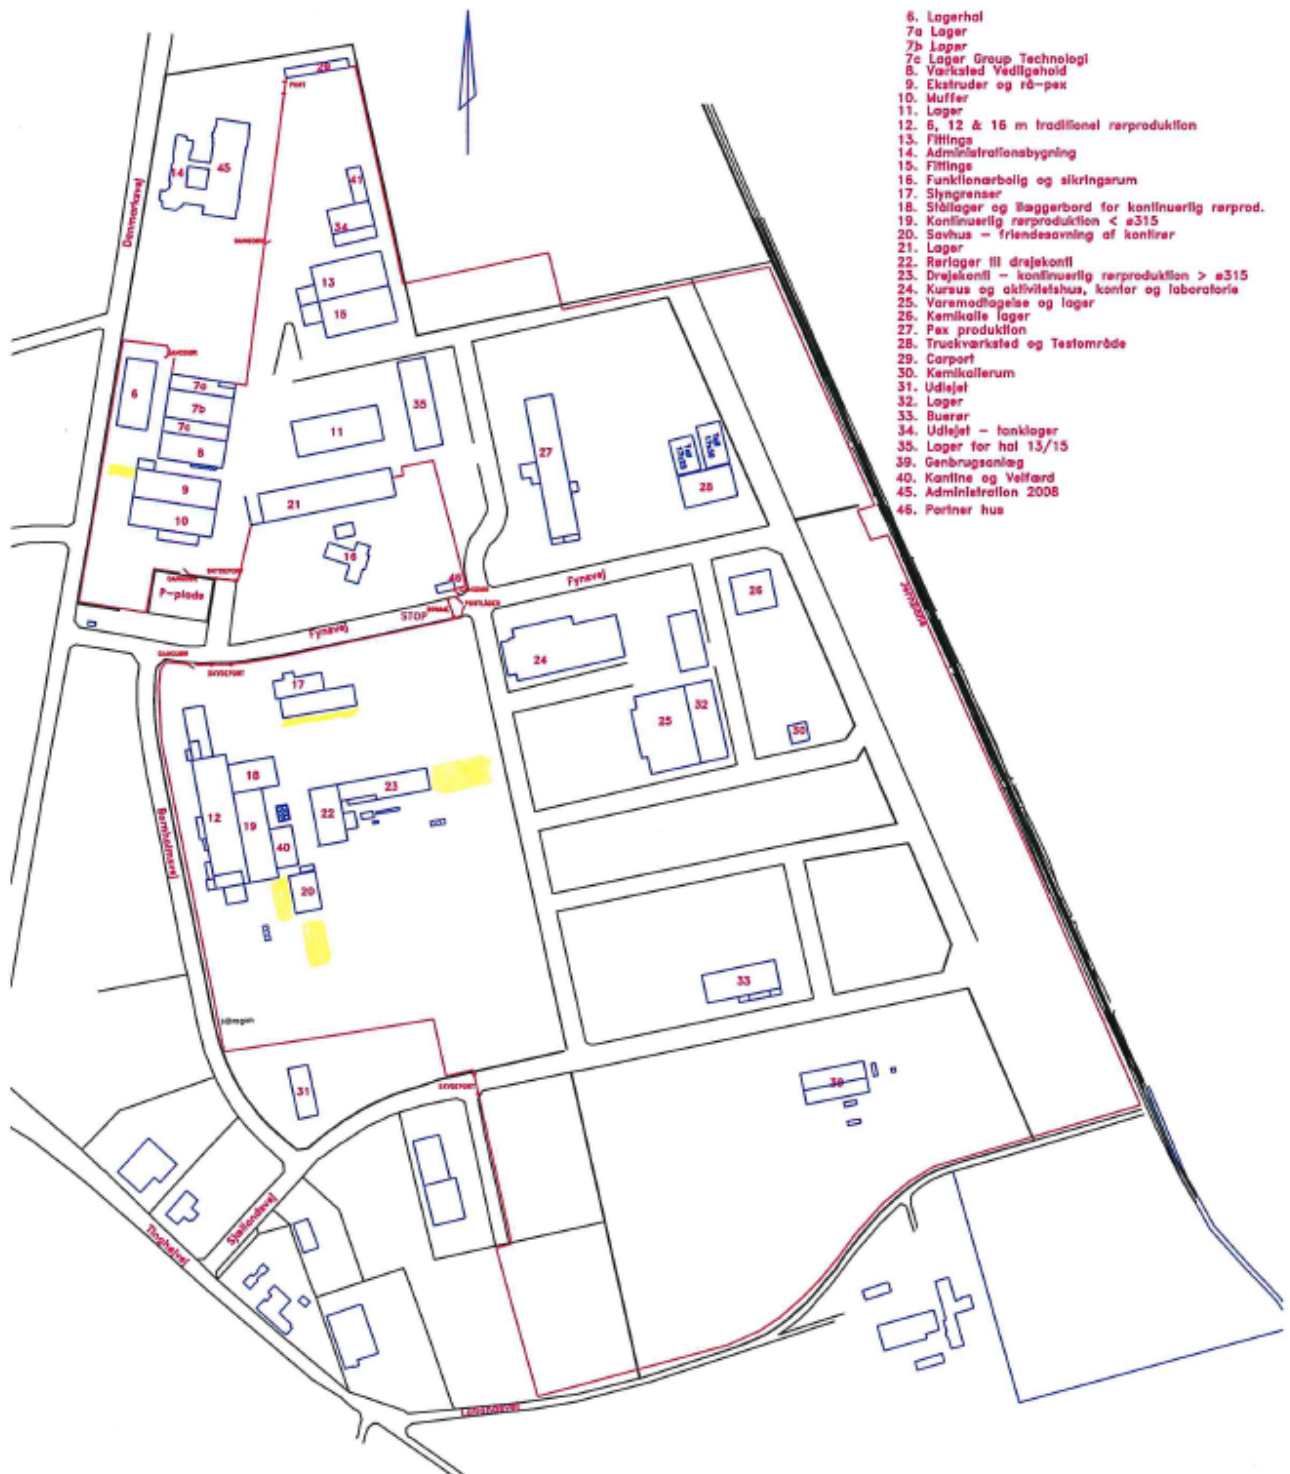 6. Lagerhal
7a Lager
7b Lager
7c Lager Group Technologi
8. Værksted Vedligehold
9. Ekstruder og rå-pex
10. Muffer
11. Lager
12. 6, 12 & 16 m traditionel rørproduktion
13. Fittings
14. Administrationsbygning
15. Fittings
16. Funktionærbolig og sikringsrum
17. Slyngrenser
18. Stållager og ilæggerbord for kontinuerlig rørprod.
19. Kontinuerlig rørproduktion < ø315
20. Savhus - friendesavning af kontirør
21. Lager
22. Rørlager til drejekonti
23. Drejekonti - kontinuerlig rørproduktion > ø315
24. Kursus og aktivitetshus, kontor og laboratorie
25. Varemodtagelse og lager
26. Kemikalie lager
27. Pex produktion
28. Truckværksted og Testområde
29. Carport
30. Kemikalierum
31. Udlejet
32. Lager
33. Buerør
34. Udlejet - tanklager
35. Lager for hal 13/15
39. Genbrugsanlæg
40. Kantine og Velfærd
45. Administration 2008
46. Portner hus
29
PORT
45
14
41
34
Danmarksvej
13
15
6
7a
7b
7c
8
35
11
27
28
9
21
10
16
46
P-plads
STOP
Fynsvej
Fynsvej
26
24
SKYDEPORT
17
25
32
30
18
23
22
12
19
40
20
Bornholmsvej
33
31
SKYDEPORT
39
Sjællandsvej
Tinghøjvej